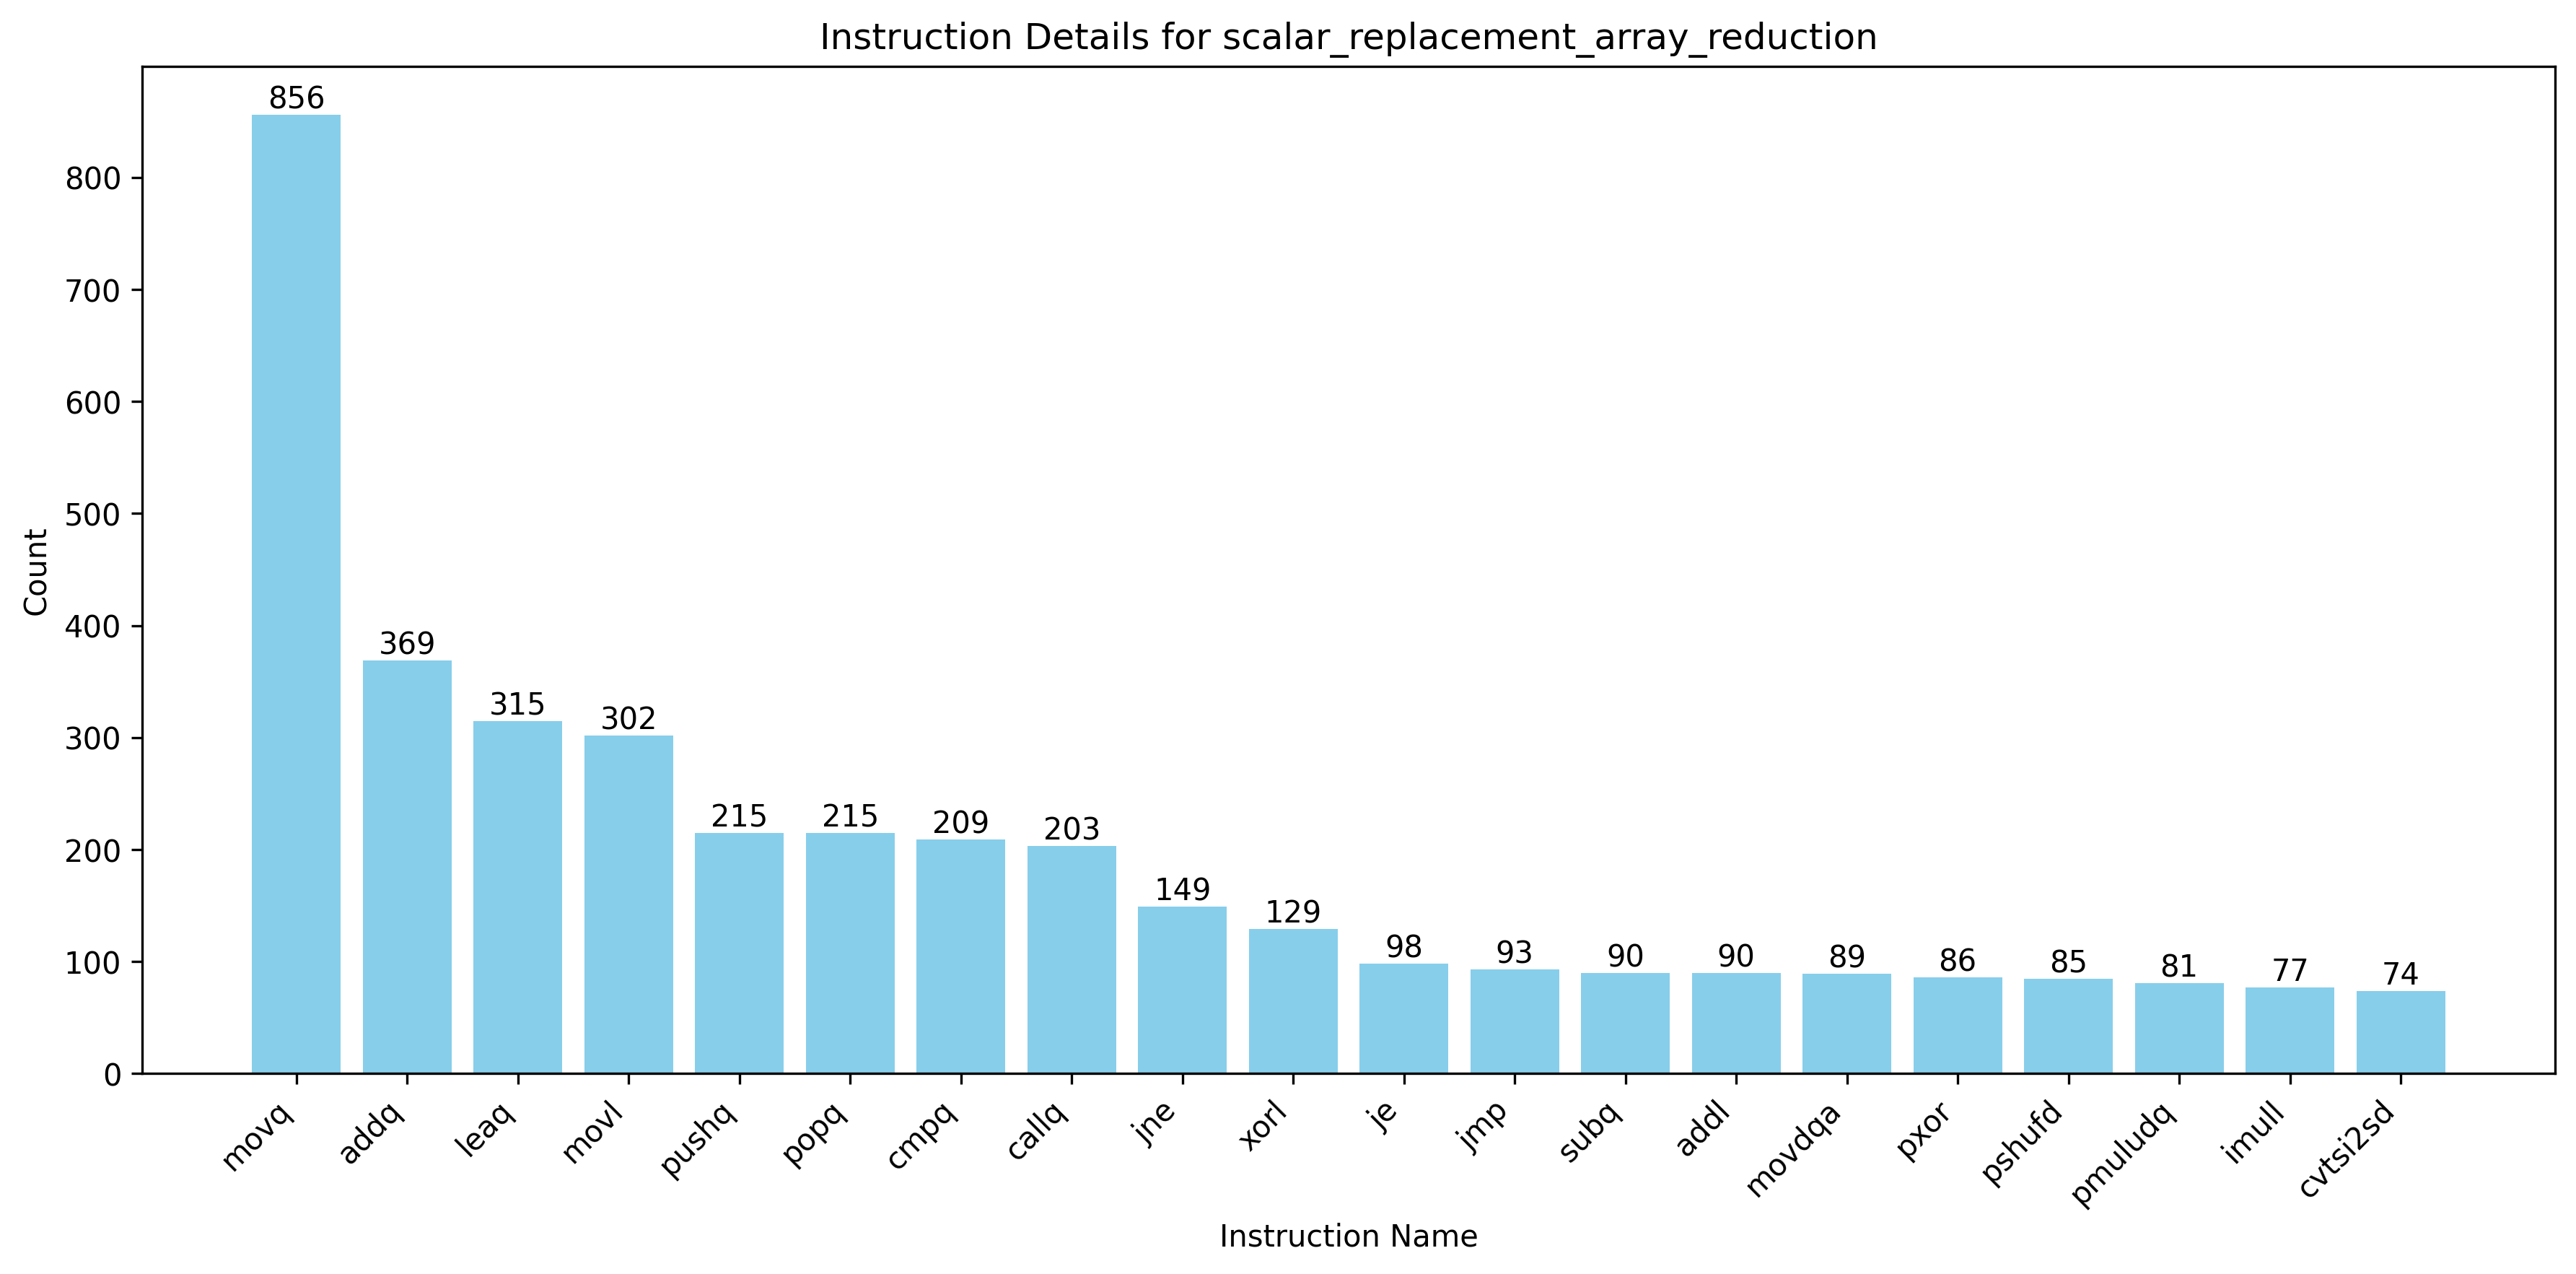 Instruction Details for scalar_replacement_array_reduction
856
369
315
302
215
215
209
203
149
129
98
93
90
90
89
86
85
81
77
74
800
700
600
500
400
300
200
100
0
Count
movq
addq
leaq
movl
pushq
popq
cmpq
callq
jne
xorl
je
jmp
subq
addl
movdqa
pxor
pshufd
pmuludq
imull
cvtsi2sd
Instruction Name